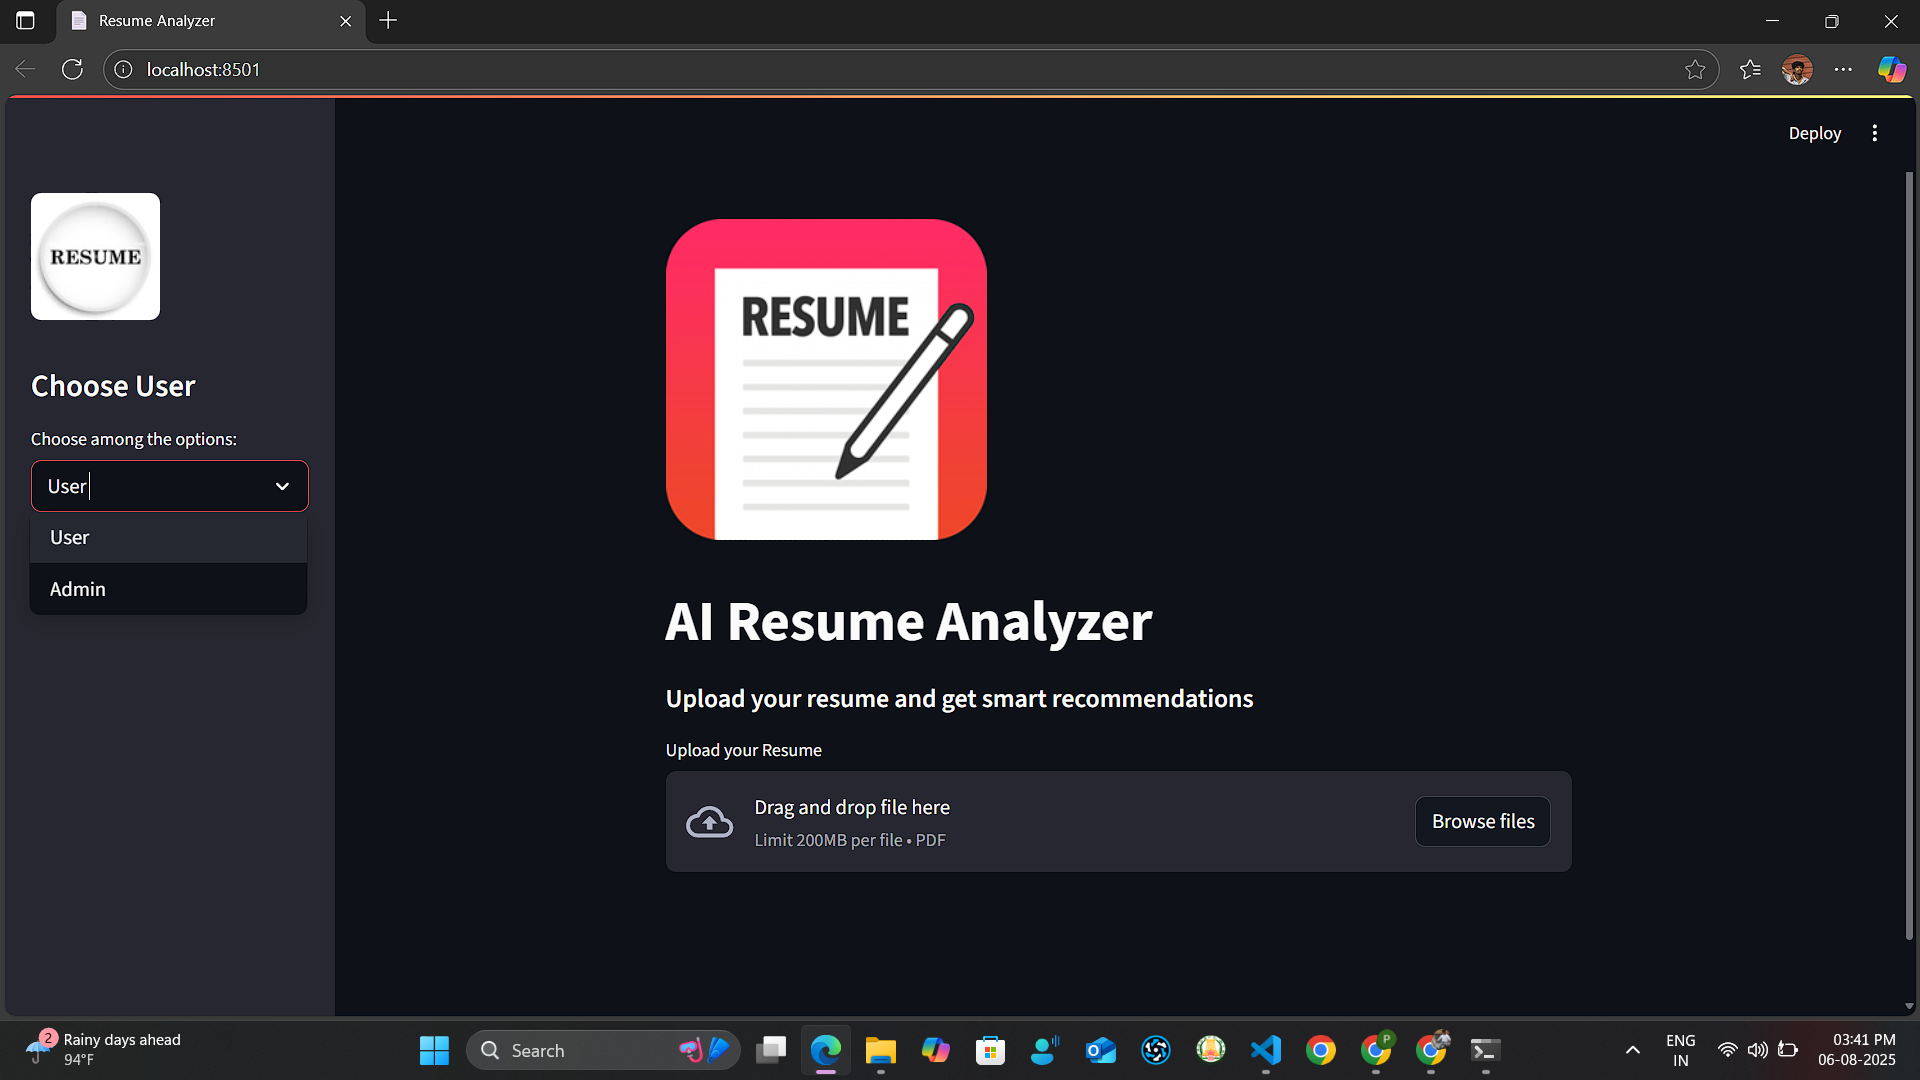 Resume Analyzer
localhost:8501
Deploy
RESUME
Choose User
Choose among the options:
User
User
Admin
RESUME
AI Resume Analyzer
Upload your resume and get smart recommendations
Upload your Resume
Drag and drop file here
Limit 200MB per file • PDF
Browse files
2
Rainy days ahead
94°F
Search
P
ENG
IN
03:41 PM
06-08-2025